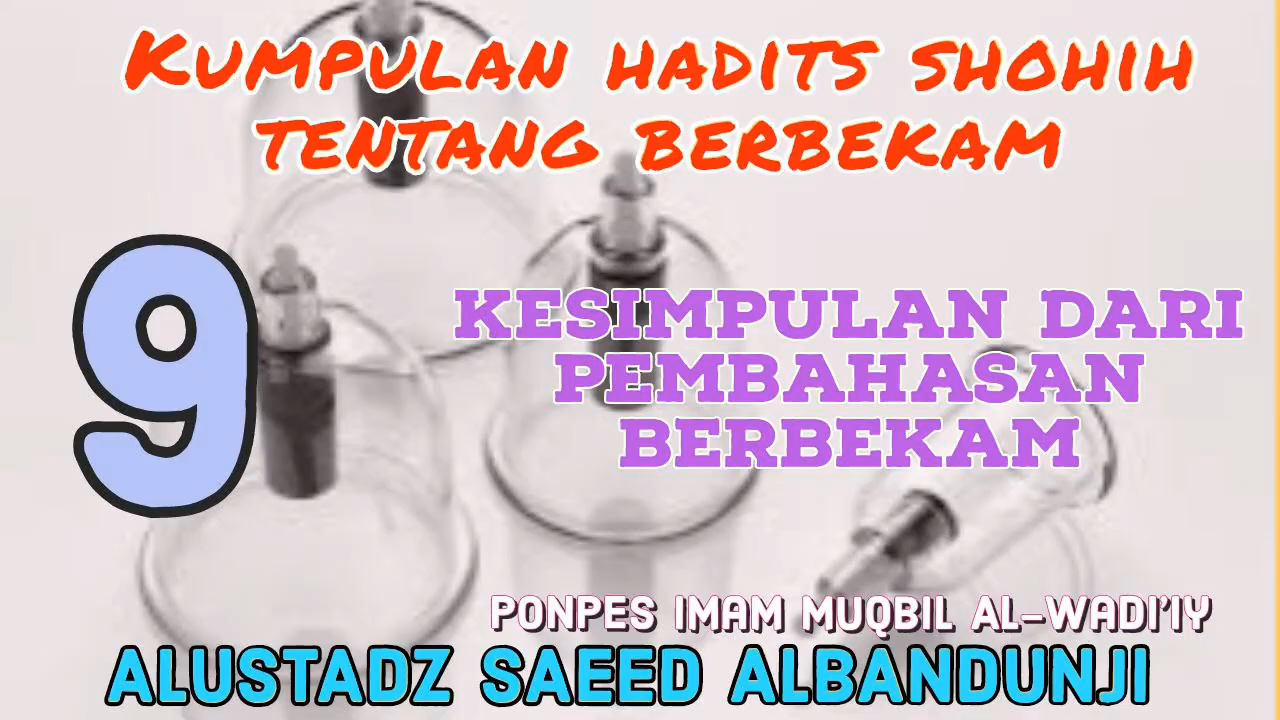 KUMPULAN HADITS SHOHIH
TENTANG BERBEKAM
9
KESIMPULAN DARI
PEMBAHASAN
BERBEKAM
PONPES IMAM MUQBIL AL-WADI'IY
ALUSTADZ SAEED ALBANDUNJI